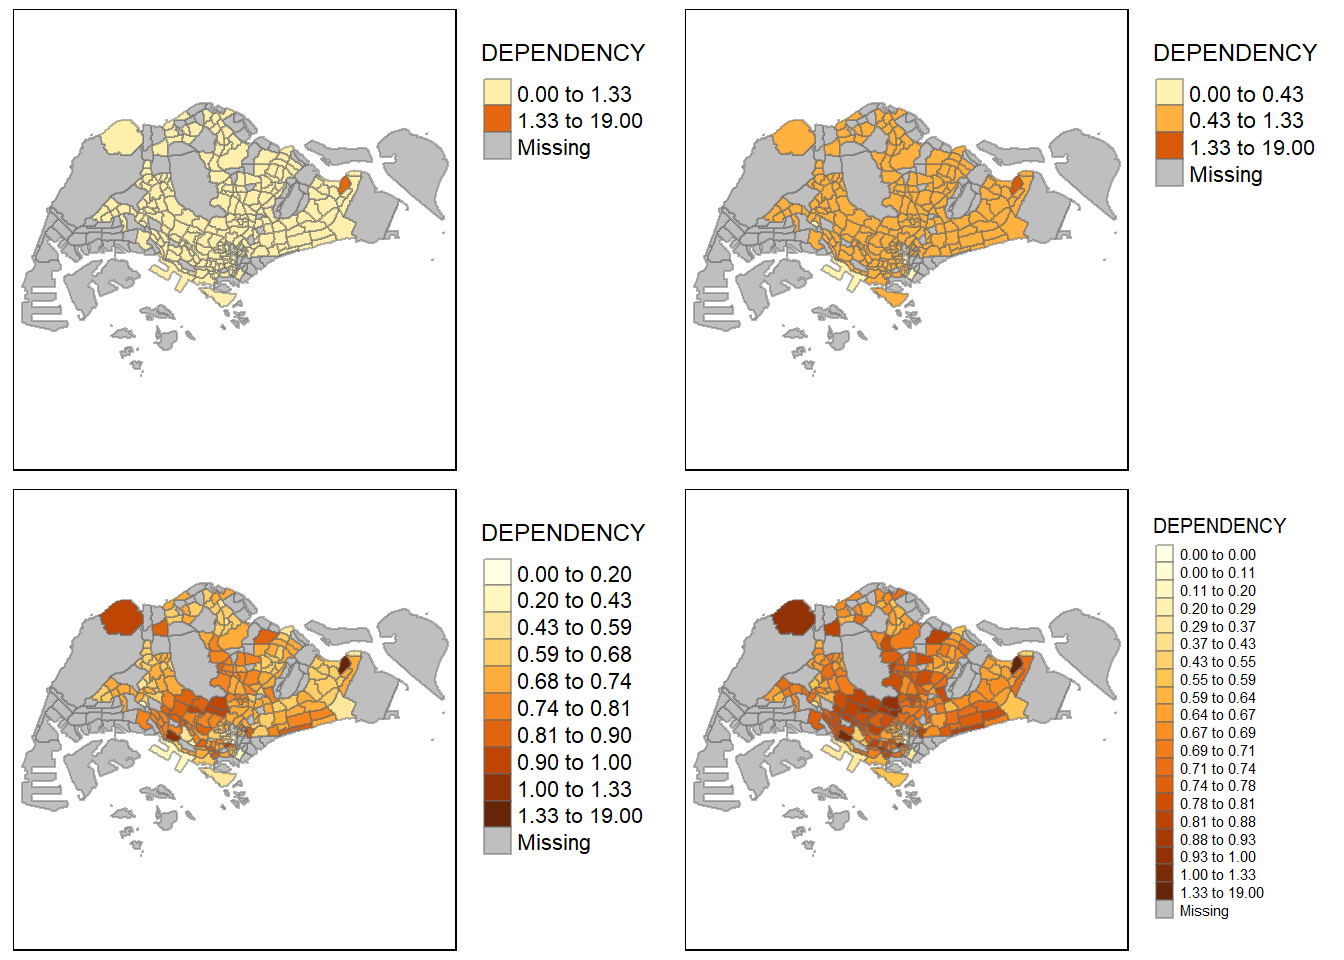 DEPENDENCY
0.00 to 1.33
1.33 to 19.00
Missing
DEPENDENCY
0.00 to 0.43
0.43 to 1.33
1.33 to 19.00
Missing
DEPENDENCY
0.00 to 0.20
0.20 to 0.43
0.43 to 0.59
0.59 to 0.68
0.68 to 0.74
0.74 to 0.81
0.81 to 0.90
0.90 to 1.00
1.00 to 1.33
1.33 to 19.00
Missing
DEPENDENCY
0.00 to 0.00
0.00 to 0.11
0.11 to 0.20
0.20 to 0.29
0.29 to 0.37
0.37 to 0.43
0.43 to 0.55
0.55 to 0.59
0.59 to 0.64
0.64 to 0.67
0.67 to 0.69
0.69 to 0.71
0.71 to 0.74
0.74 to 0.78
0.78 to 0.81
0.81 to 0.88
0.88 to 0.93
0.93 to 1.00
1.00 to 1.33
1.33 to 19.00
Missing